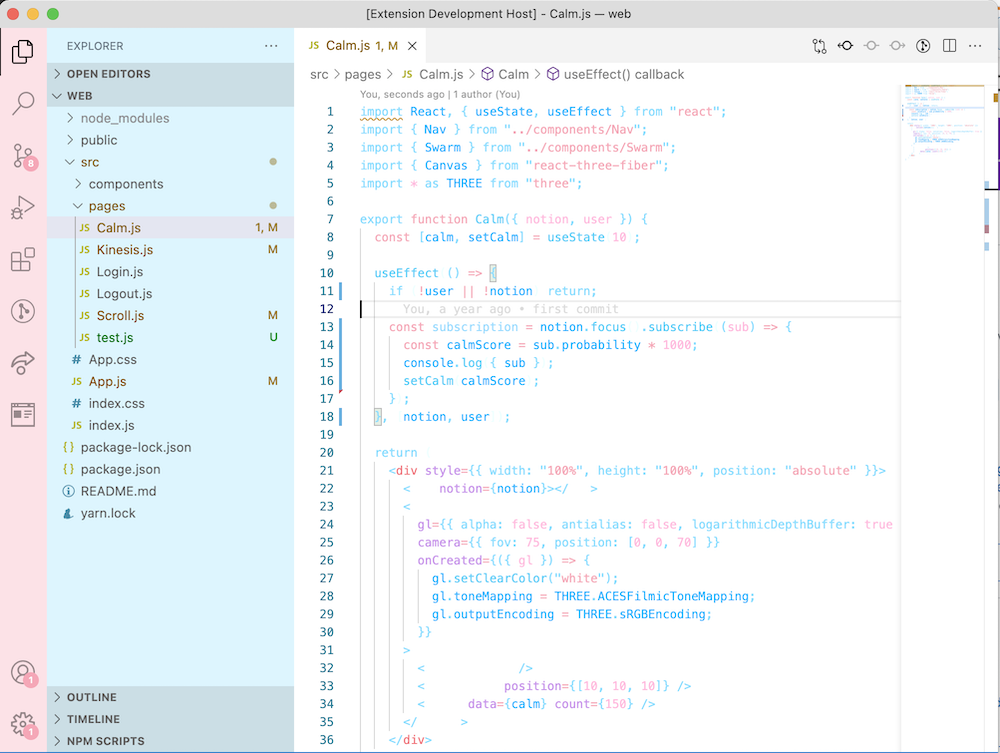 [Extension Development Host] - Calm.js — web
EXPLORER
OPEN EDITORS
WEB
node_modules
public
src
components
pages
JS Calm.js 1, M
JS Kinesis.js M
JS Login.js
JS Logout.js
JS Scroll.js M
JS test.js U
# App.css
JS App.js M
# index.css
JS index.js
{} package-lock.json
{} package.json
README.md
yarn.lock
OUTLINE
TIMELINE
NPM SCRIPTS
8
1
1
JS Calm.js 1, M
src > pages > JS Calm.js > Calm > useEffect() callback
You, seconds ago | 1 author (You)
1 import React, { useState, useEffect } from "react";
2 import { Nav } from "../components/Nav";
3 import { Swarm } from "../components/Swarm";
4 import { Canvas } from "react-three-fiber";
5 import * as THREE from "three";
6
7 export function Calm({ notion, user }) {
8 const [calm, setCalm] = useState 10 ;
9
10 useEffect () => {
11 if !user || !notion return;
12 You, a year ago • first commit
13 const subscription = notion.focus .subscribe (sub) => {
14 const calmScore = sub.probability * 1000;
15 console.log { sub } ;
16 setCalm calmScore ;
17 } ;
18 }, notion, user ;
19
20 return
21 <div style={{ width: "100%", height: "100%", position: "absolute" }}>
22 < notion={notion}></ >
23 <
24 gl={{ alpha: false, antialias: false, logarithmicDepthBuffer: true
25 camera={{ fov: 75, position: [0, 0, 70] }}
26 onCreated={({ gl }) => {
27 gl.setClearColor("white");
28 gl.toneMapping = THREE.ACESFilmicToneMapping;
29 gl.outputEncoding = THREE.sRGBEncoding;
30 }}
31 >
32 < />
33 < position={[10, 10, 10]} />
34 < data={calm} count={150} />
35 </ >
36 </div>